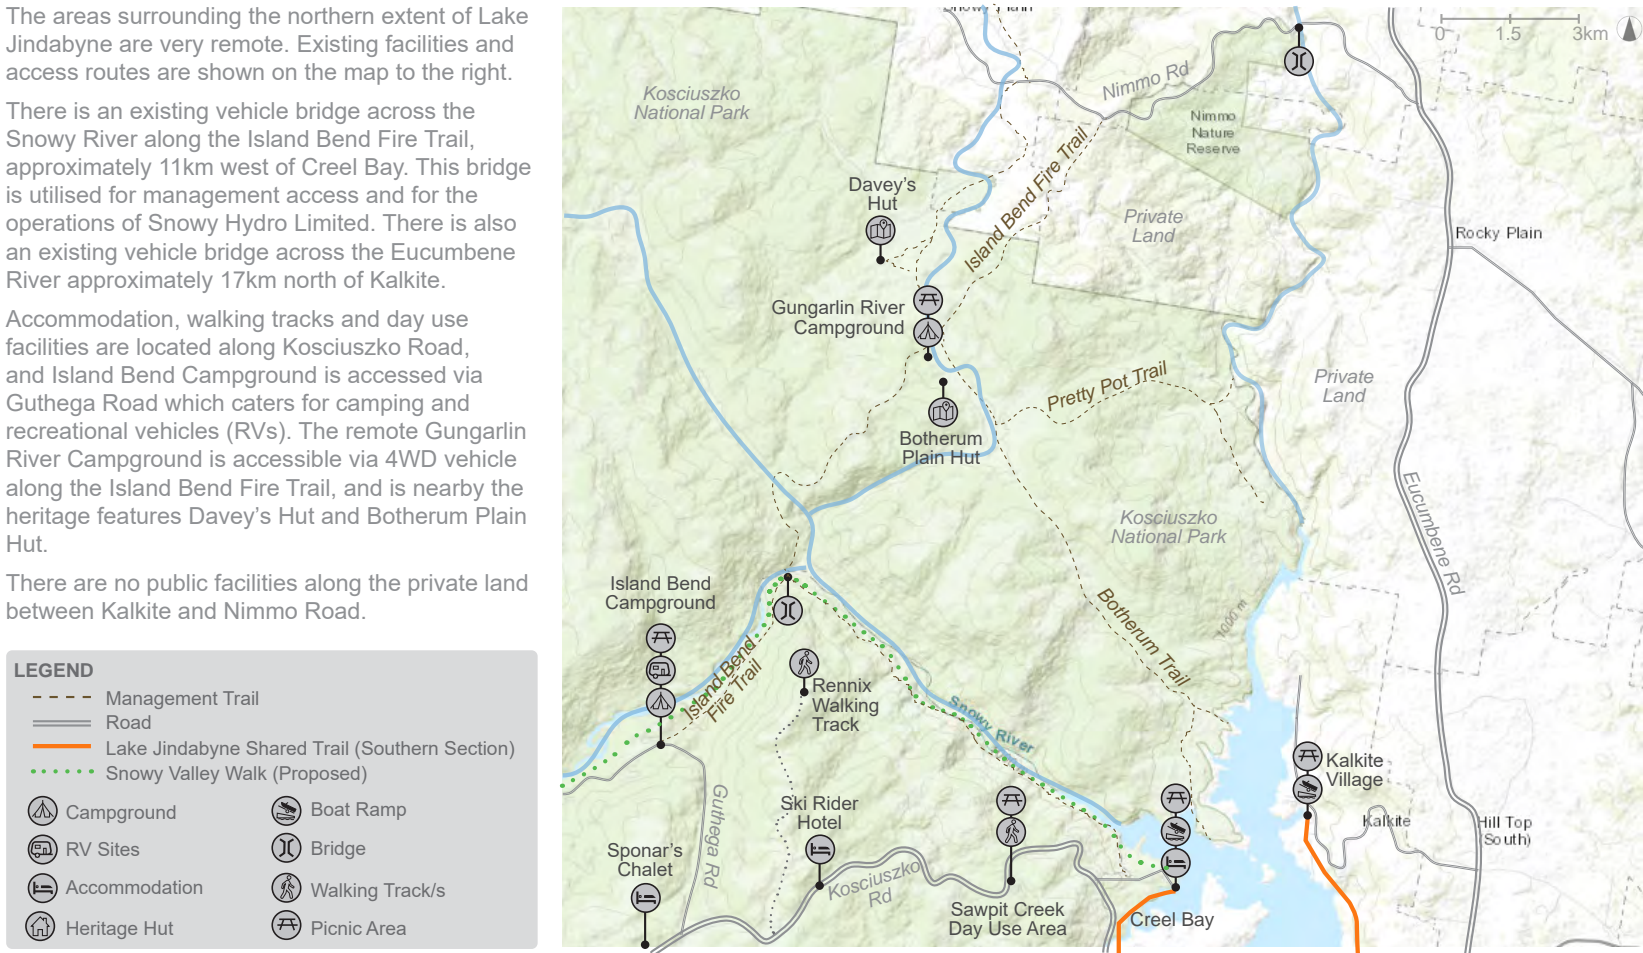 The areas surrounding the northern extent of Lake
Jindabyne are very remote. Existing facilities and
access routes are shown on the map to the right.
There is an existing vehicle bridge across the
Snowy River along the Island Bend Fire Trail,
approximately 11km west of Creel Bay. This bridge
is utilised for management access and for the
operations of Snowy Hydro Limited. There is also
an existing vehicle bridge across the Eucumbene
River approximately 17km north of Kalkite.
Accommodation, walking tracks and day use
facilities are located along Kosciuszko Road,
and Island Bend Campground is accessed via
Guthega Road which caters for camping and
recreational vehicles (RVs). The remote Gungarlin
River Campground is accessible via 4WD vehicle
along the Island Bend Fire Trail, and is nearby the
heritage features Davey's Hut and Botherum Plain
Hut.
There are no public facilities along the private land
between Kalkite and Nimmo Road.
LEGEND
Management Trail
Road
Lake Jindabyne Shared Trail (Southern Section)
Snowy Valley Walk (Proposed)
Campground
RV Sites
Accommodation
Heritage Hut
Boat Ramp
Bridge
Walking Track/s
Picnic Area
Snowy Plain
0 1.5 3km
Kosciuszko
National Park
Nimmo Rd
Nimmo
Nature
Reserve
Island Bend Fire Trail
Davey's
Hut
Private
Land
Rocky Plain
Gungarlin River
Campground
Pretty Pot Trail
Private
Land
Botherum
Plain Hut
Eucumbene Rd
Kosciuszko
National Park
Island Bend
Campground
Botherum Trail
1000 m
Island Bend
Fire Trail
Rennix
Walking
Track
Snowy River
Kalkite
Village
Guthega Rd
Ski Rider
Hotel
Kalkite
Hill Top
(South)
Sponar's
Chalet
Kosciuszko
Rd
Sawpit Creek
Day Use Area
Creel Bay